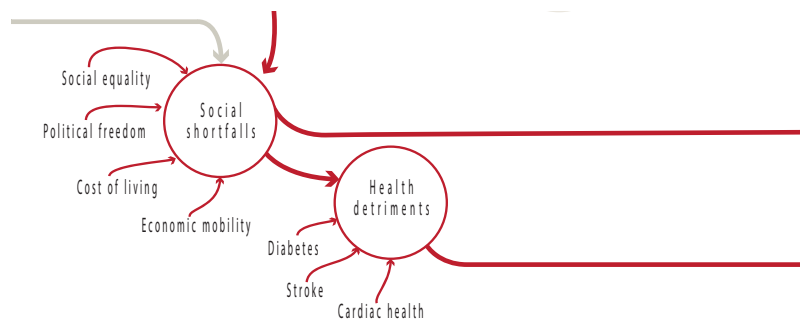 Social equality
Social
shortfalls
Political freedom
Cost of living
Economic mobility
Health
detriments
Diabetes
Stroke
Cardiac health